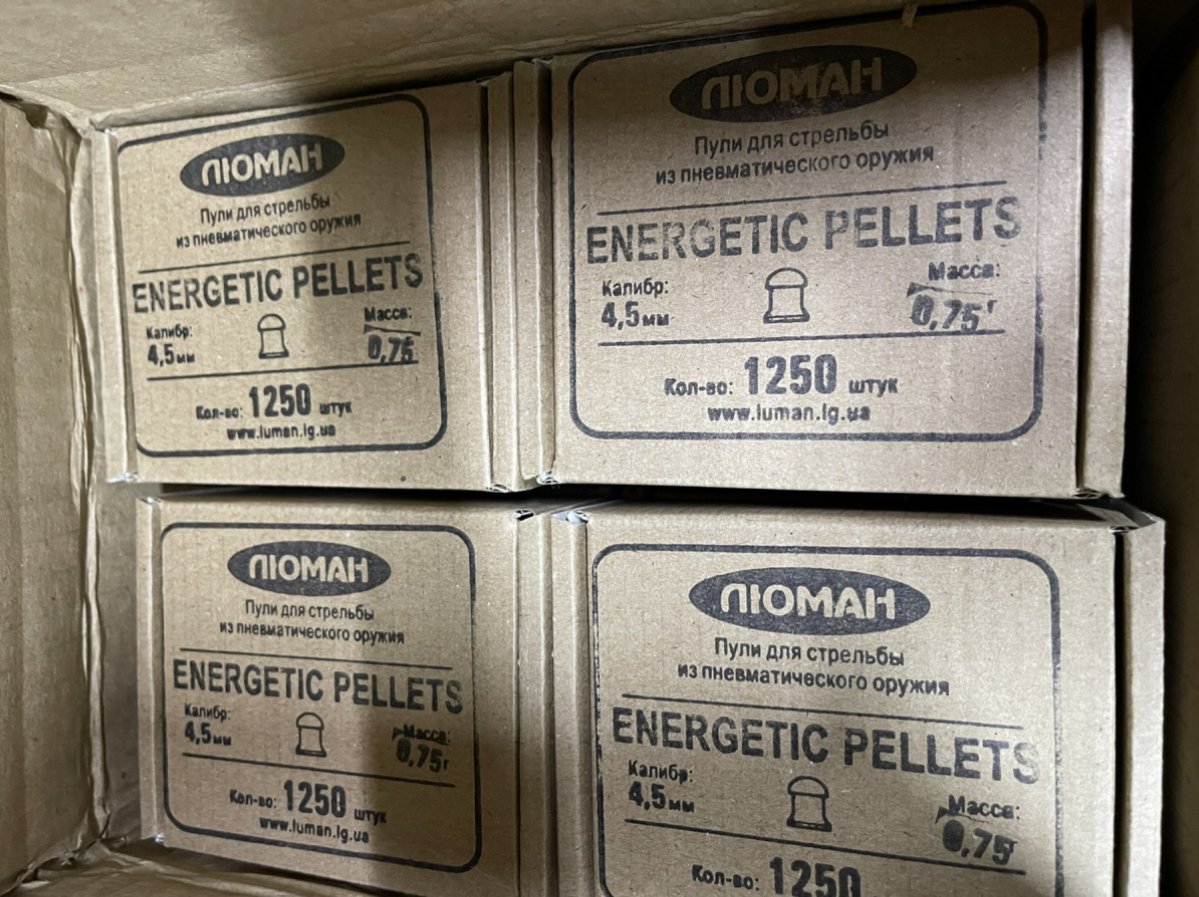 ЛЮМАН
Пули для стрельбы
из пневматического оружия
ENERGETIC PELLETS
Калибр:
4,5мм
Масса:
0,75
Кол-во: 1250 штук
www.luman.lg.ua
ЛЮМАН
Пули для стрельбы
из пневматического оружия
ENERGETIC PELLETS
Калибр:
4,5мм
Масса:
0,75г
Кол-во: 1250 штук
www.luman.lg.ua
ЛЮМАН
Пули для стрельбы
из пневматического оружия
ENERGETIC PELLETS
Калибр:
4,5мм
Масса:
0,75г
Кол-во: 1250 штук
www.luman.lg.ua
ЛЮМАН
Пули для стрельбы
из пневматического оружия
ENERGETIC PELLETS
Калибр:
4,5мм
Масса:
0,75г
Кол-во: 1250